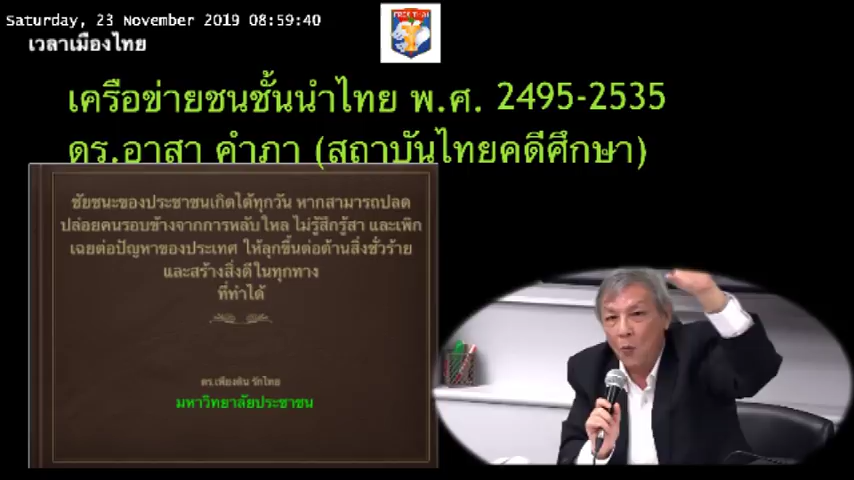 Saturday, 23 November 2019 08:59:40
เวลาเมืองไทย
FREE THAI
เครือข่ายชนชั้นนำไทย พ.ศ. 2495-2535
ดร.อาสา คำภา (สถาบันไทยคดีศึกษา)
ชัยชนะของประชาชนเกิดได้ทุกวัน หากสามารถปลด
ปล่อยคนรอบข้างจากการหลับใหล ไม่รู้สึกรู้สา และเพิก
เฉยต่อปัญหาของประเทศ ให้ลุกขึ้นต่อต้านสิ่งชั่วร้าย
และสร้างสิ่งดีในทุกทาง
ที่ทำได้
ดร.เพียงดิน รักไทย
มหาวิทยาลัยประชาชน